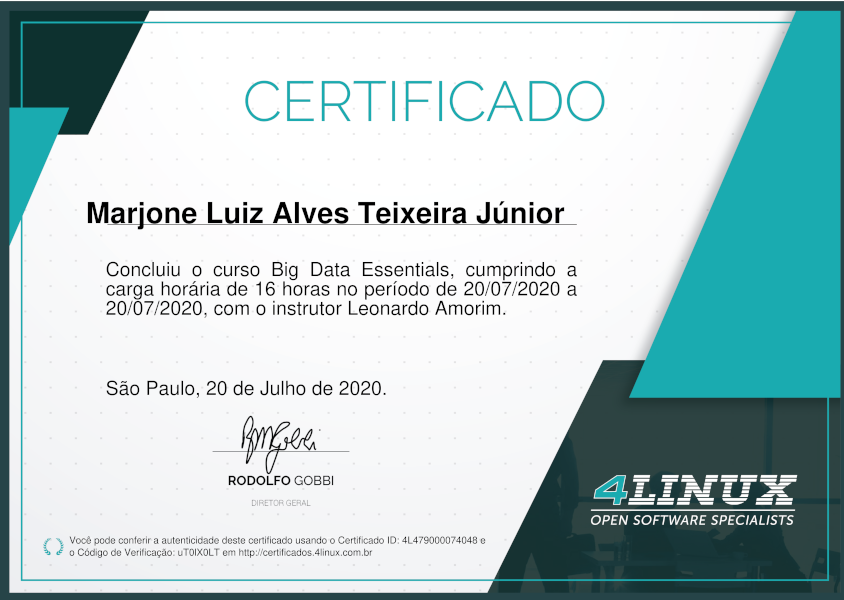 CERTIFICADO
Marjone Luiz Alves Teixeira Júnior
Concluiu o curso Big Data Essentials, cumprindo a
carga horária de 16 horas no período de 20/07/2020 a
20/07/2020, com o instrutor Leonardo Amorim.
São Paulo, 20 de Julho de 2020.
RODOLFO GOBBI
DIRETOR GERAL
4LINUX
OPEN SOFTWARE SPECIALISTS
Você pode conferir a autenticidade deste certificado usando o Certificado ID: 4L479000074048 e
o Código de Verificação: uT0IX0LT em http://certificados.4linux.com.br